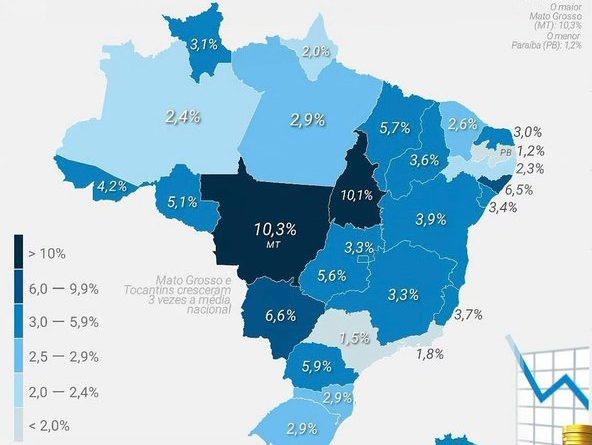 O maior
Mato Grosso
(MT): 10,3%
O menor
Paraíba (PB): 1,2%
3,1%
2,0%
2,4%
2,9%
5,7%
2,6%
3,0%
PB
1,2%
3,6%
2,3%
4,2%
5,1%
10,1%
6,5%
3,4%
10,3%
MT
3,9%
3,3%
5,6%
3,3%
6,6%
3,7%
1,5%
1,8%
5,9%
2,9%
2,9%
Mato Grosso e
Tocantins cresceram
3 vezes a média
nacional
> 10%
6,0 — 9,9%
3,0 — 5,9%
2,5 — 2,9%
2,0 — 2,4%
< 2,0%